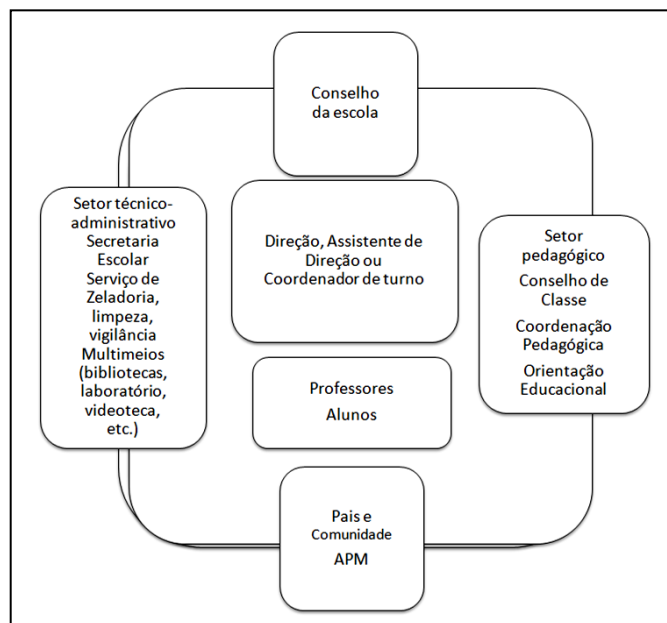 Conselho
da escola
Setor técnico-
administrativo
Secretaria
Escolar
Serviço de
Zeladoria,
limpeza,
vigilância
Multimeios
(bibliotecas,
laboratório,
videoteca,
etc.)
Direção, Assistente de
Direção ou
Coordenador de turno
Setor
pedagógico
Conselho de
Classe
Coordenação
Pedagógica
Orientação
Educacional
Professores
Alunos
Pais e
Comunidade
APM